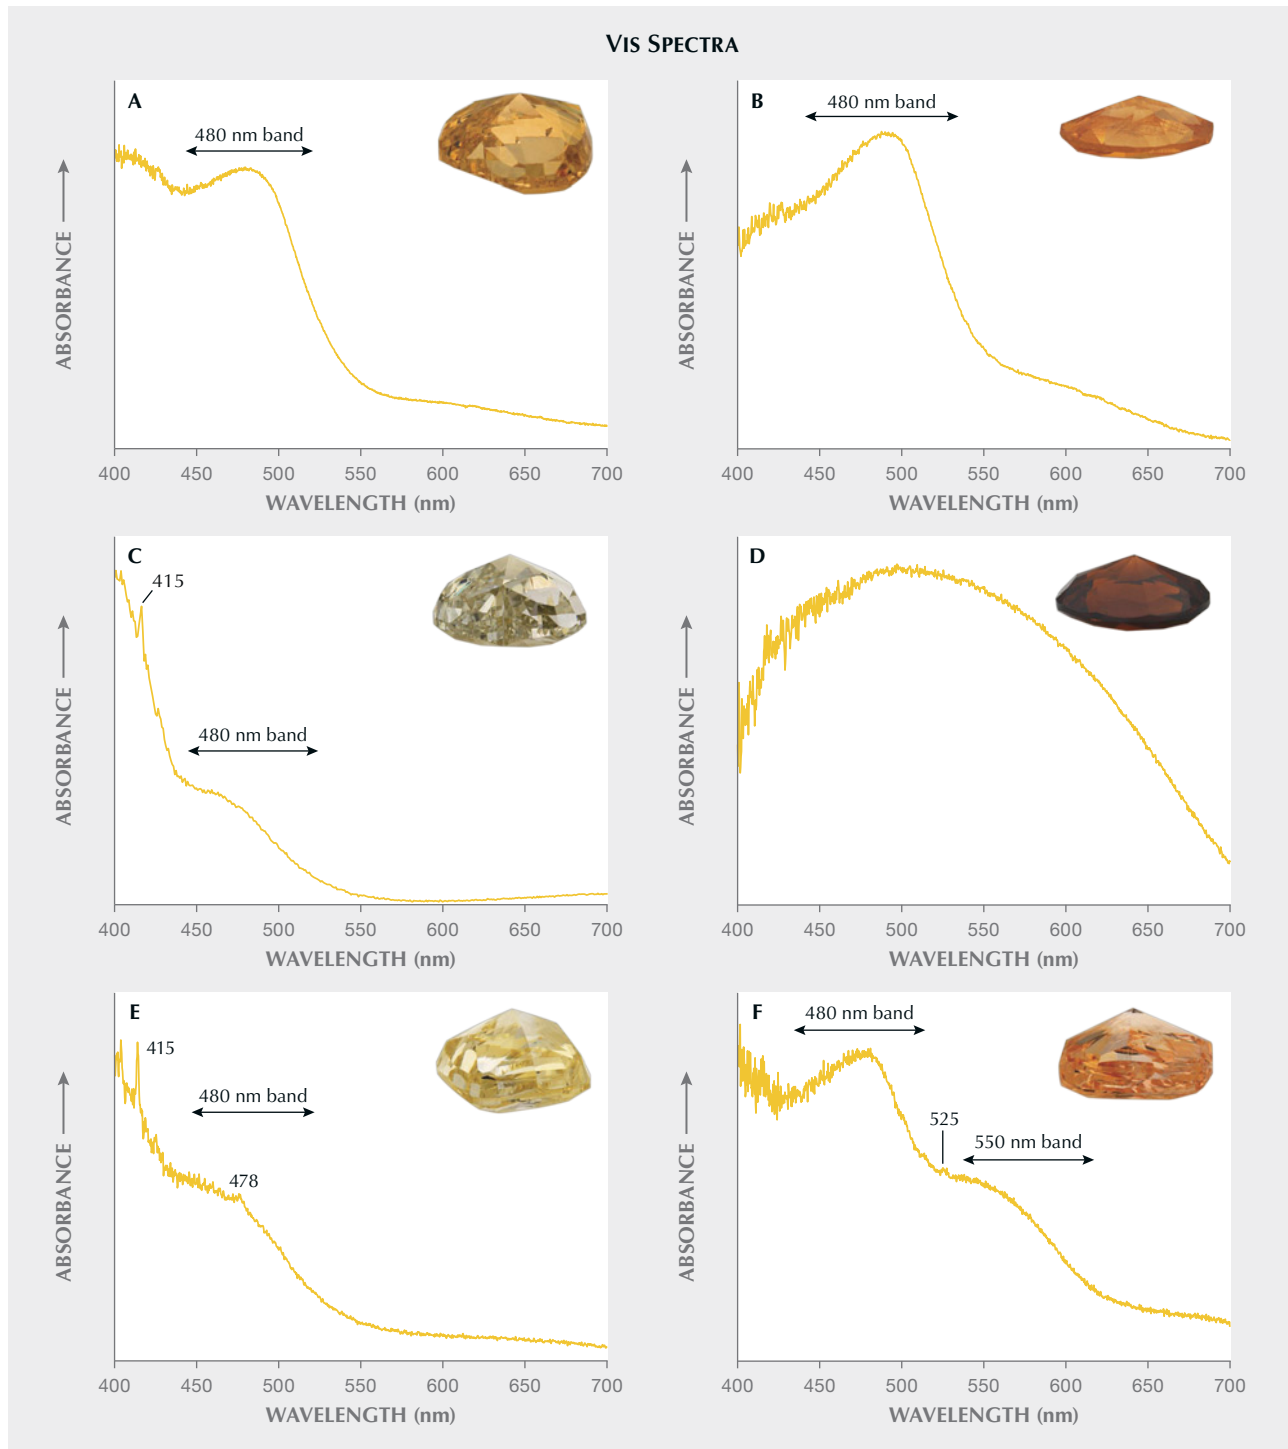 VIS SPECTRA
A
480 nm band
ABSORBANCE
400 450 500 550 600 650 700
WAVELENGTH (nm)
B
480 nm band
ABSORBANCE
400 450 500 550 600 650 700
WAVELENGTH (nm)
C
415
480 nm band
ABSORBANCE
400 450 500 550 600 650 700
WAVELENGTH (nm)
D
ABSORBANCE
400 450 500 550 600 650 700
WAVELENGTH (nm)
E
415
480 nm band
478
ABSORBANCE
400 450 500 550 600 650 700
WAVELENGTH (nm)
F
480 nm band
525
550 nm band
ABSORBANCE
400 450 500 550 600 650 700
WAVELENGTH (nm)